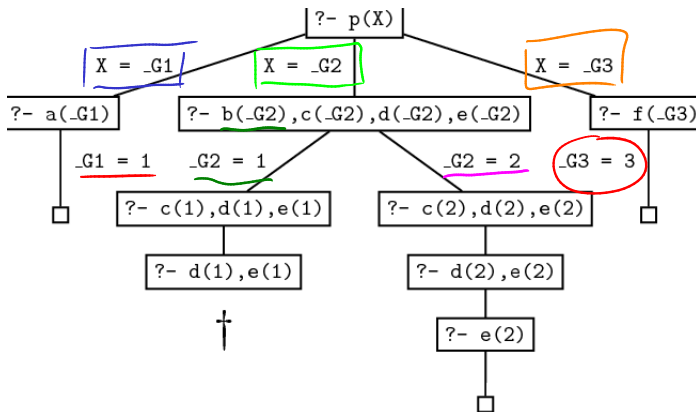 ?- p(X)
X = _G1 X = _G2 X = _G3
?- a(_G1) ?- b(_G2),c(_G2),d(_G2),e(_G2) ?- f(_G3)
_G1 = 1 _G2 = 1 _G2 = 2 _G3 = 3
?- c(1),d(1),e(1) ?- c(2),d(2),e(2)
?- d(1),e(1) ?- d(2),e(2)
†
?- e(2)